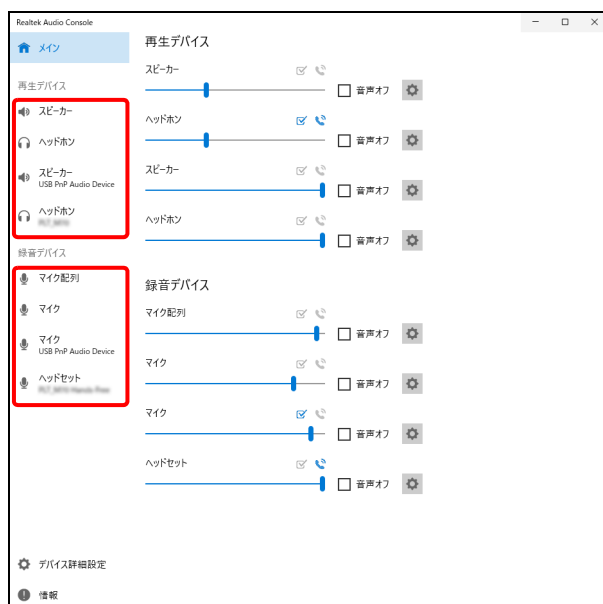 Realtek Audio Console
メイン
再生デバイス
スピーカー
ヘッドホン
スピーカー
USB PnP Audio Device
ヘッドホン
録音デバイス
マイク配列
マイク
マイク
USB PnP Audio Device
ヘッドセット
デバイス詳細設定
情報
再生デバイス
スピーカー
音声オフ
ヘッドホン
音声オフ
スピーカー
音声オフ
ヘッドホン
音声オフ
録音デバイス
マイク配列
音声オフ
マイク
音声オフ
マイク
音声オフ
ヘッドセット
音声オフ